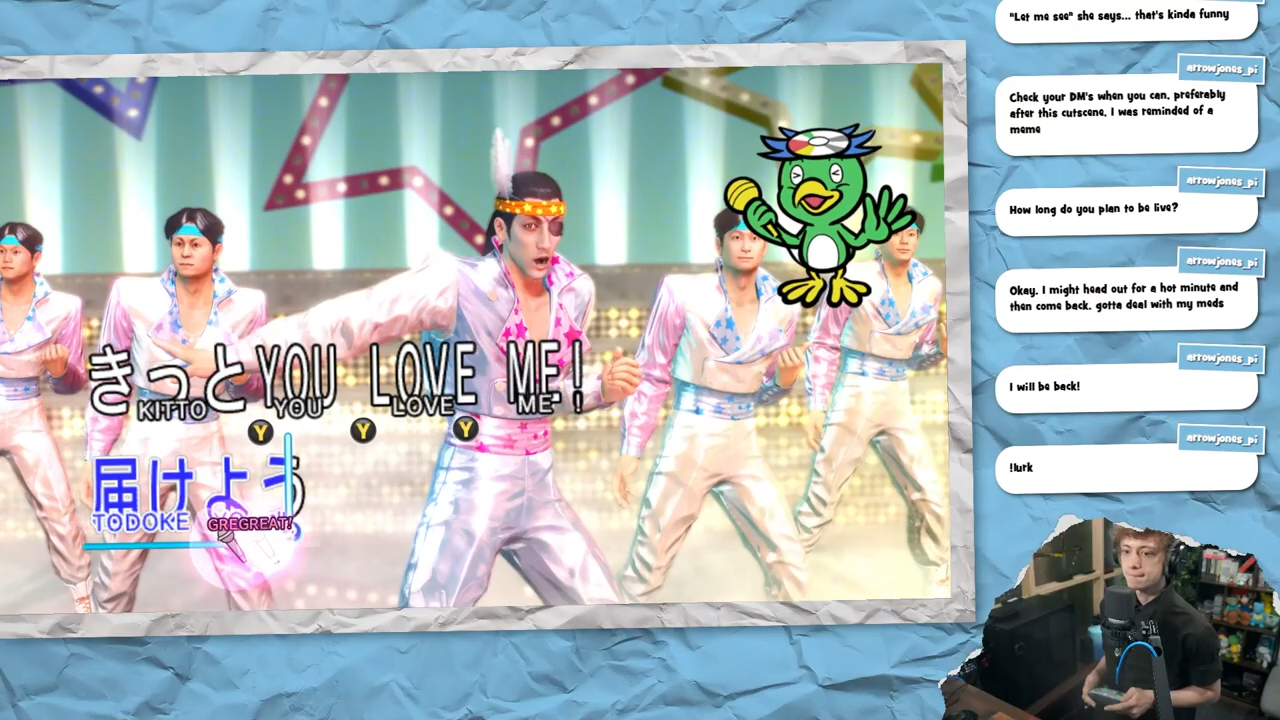 きっとYOU LOVE ME!
KITTO YOU LOVE ME !
Y Y Y
届けよう
TODOKE
GREGREAT!
"Let me see" she says... that's kinda funny
arrowjones_pi
Check your DM's when you can, preferably
after this cutscene, I was reminded of a
meme
arrowjones_pi
How long do you plan to be live?
arrowjones_pi
Okay, I might head out for a hot minute and
then come back, gotta deal with my meds
arrowjones_pi
I will be back!
arrowjones_pi
!lurk